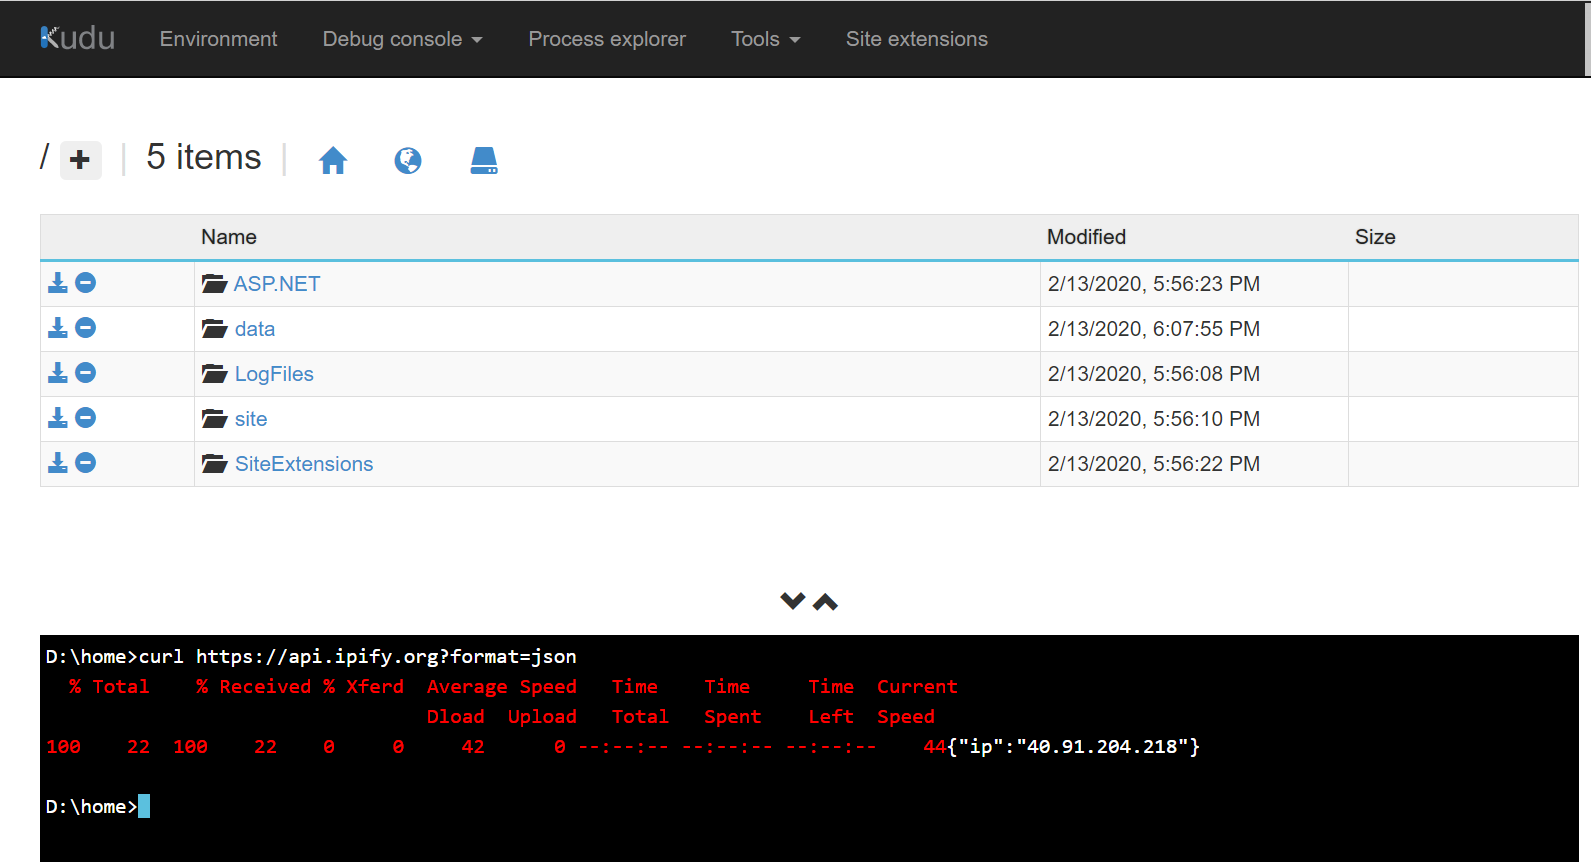 Kudu Environment Debug console Process explorer Tools Site extensions
/ + | 5 items |
Name Modified Size
ASP.NET 2/13/2020, 5:56:23 PM
data 2/13/2020, 6:07:55 PM
LogFiles 2/13/2020, 5:56:08 PM
site 2/13/2020, 5:56:10 PM
SiteExtensions 2/13/2020, 5:56:22 PM
D:\home>curl https://api.ipify.org?format=json
% Total % Received % Xferd Average Speed Time Time Time Current
Dload Upload Total Spent Left Speed
100 22 100 22 0 0 42 0 --:--:-- --:--:-- --:--:-- 44{"ip":"40.91.204.218"}
D:\home>